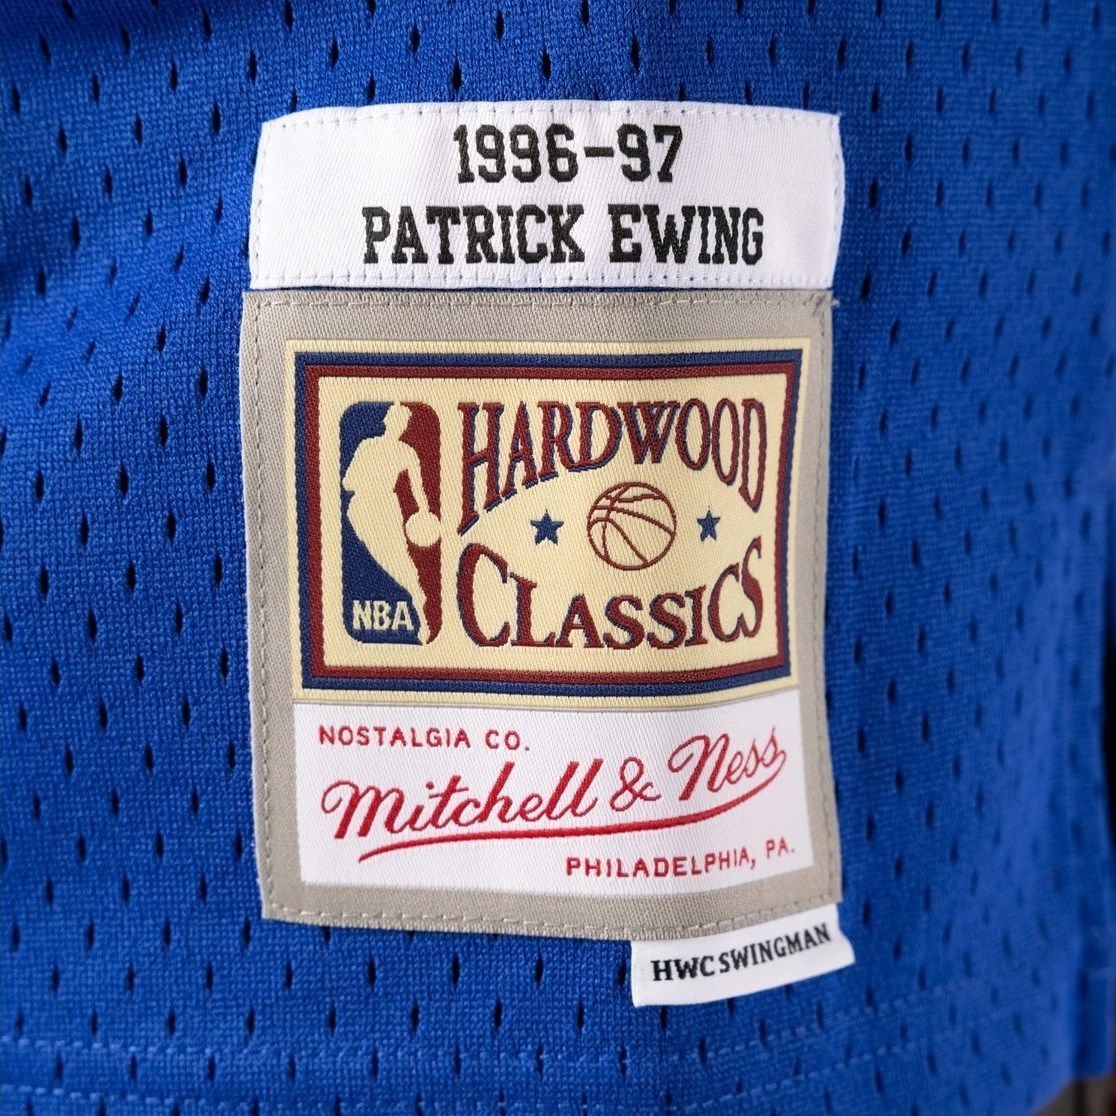 1996-97
PATRICK EWING
NBA
HARDWOOD
CLASSICS
NOSTALGIA CO.
Mitchell & Ness
PHILADELPHIA, PA.
HWC SWINGMAN